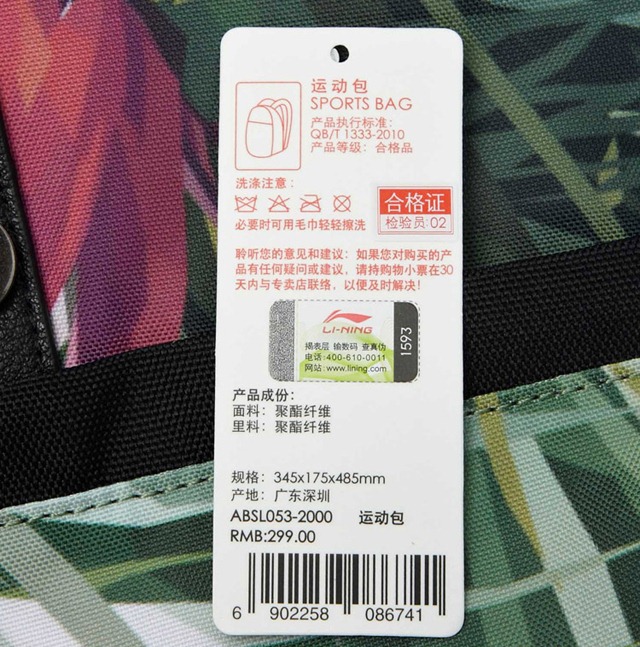 运动包
SPORTS BAG
产品执行标准：
QB/T 1333-2010
产品等级：合格品
洗涤注意：
必要时可用毛巾轻轻擦洗
合格证
检验员:02
聆听您的意见和建议：如果您对购买的产
品有任何疑问或建议，请持购物小票在30
天内与专卖店联络，以便及时解决！
LI-NING
揭表层 输数码 查真伪
电话:400-610-0011
网站:www.lining.com
1593
产品成份：
面料：聚酯纤维
里料：聚酯纤维
规格：345x175x485mm
产地：广东深圳
ABSL053-2000 运动包
RMB:299.00
6 902258 086741